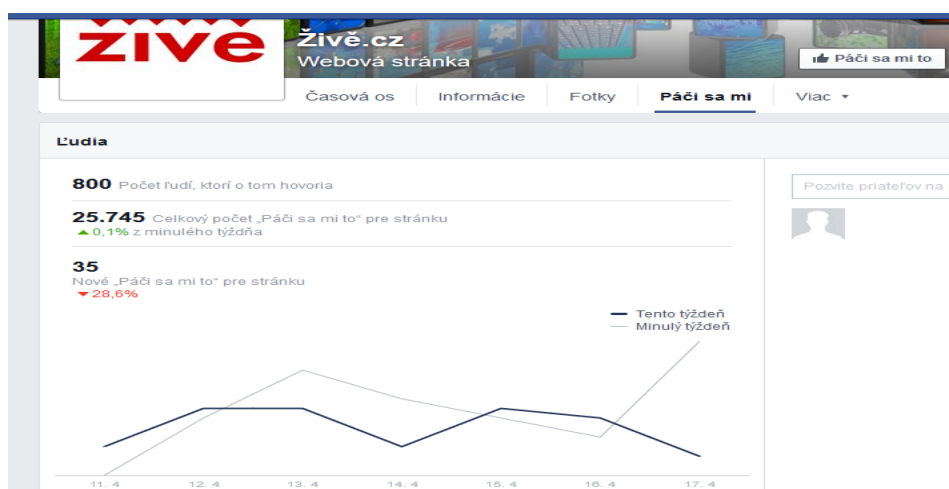 živě
Živě.cz
Webová stránka
Páči sa mi to
Časová os Informácie Fotky Páči sa mi Viac
Ľudia
800 Počet ľudí, ktorí o tom hovoria
Pozvite priateľov na
25.745 Celkový počet „Páči sa mi to“ pre stránku
0,1% z minulého týždňa
35
Nové „Páči sa mi to“ pre stránku
28,6%
Tento týždeň
Minulý týždeň
11. 4 12. 4 13. 4 14. 4 15. 4 16. 4 17. 4